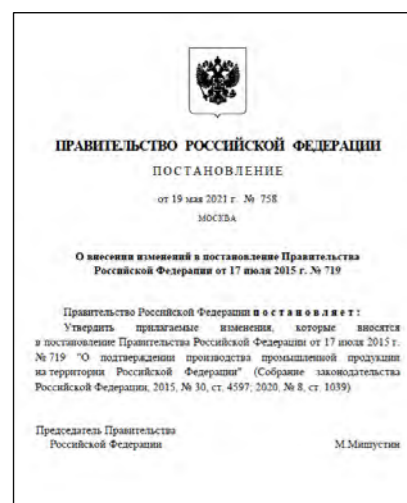 ПРАВИТЕЛЬСТВО РОССИЙСКОЙ ФЕДЕРАЦИИ
ПОСТАНОВЛЕНИЕ
от 19 мая 2021 г. № 758
МОСКВА
О внесении изменений в постановление Правительства
Российской Федерации от 17 июля 2015 г. № 719
Правительство Российской Федерации постановляет:
Утвердить прилагаемые изменения, которые вносятся
в постановление Правительства Российской Федерации от 17 июля 2015 г.
№ 719 "О подтверждении производства промышленной продукции
на территории Российской Федерации" (Собрание законодательства
Российской Федерации, 2015, № 30, ст. 4597; 2020, № 8, ст. 1039)
Председатель Правительства
Российской Федерации М.Мишустин